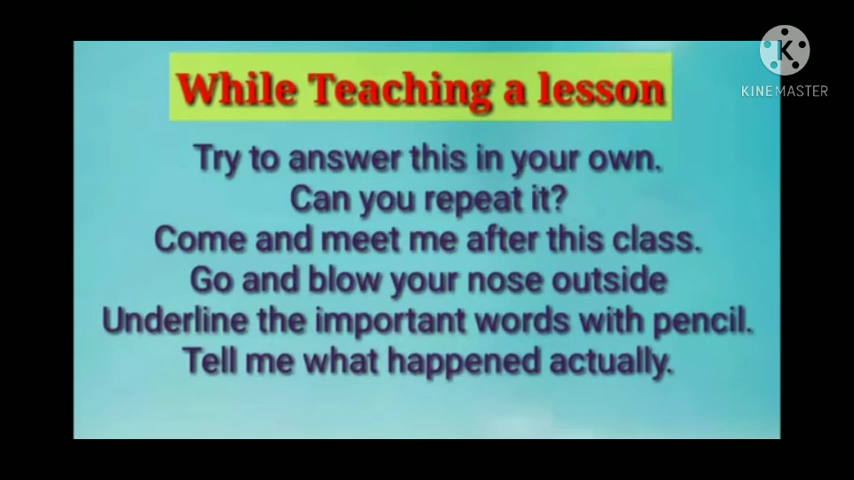 While Teaching a lesson
KINEMASTER
Try to answer this in your own.
Can you repeat it?
Come and meet me after this class.
Go and blow your nose outside
Underline the important words with pencil.
Tell me what happened actually.